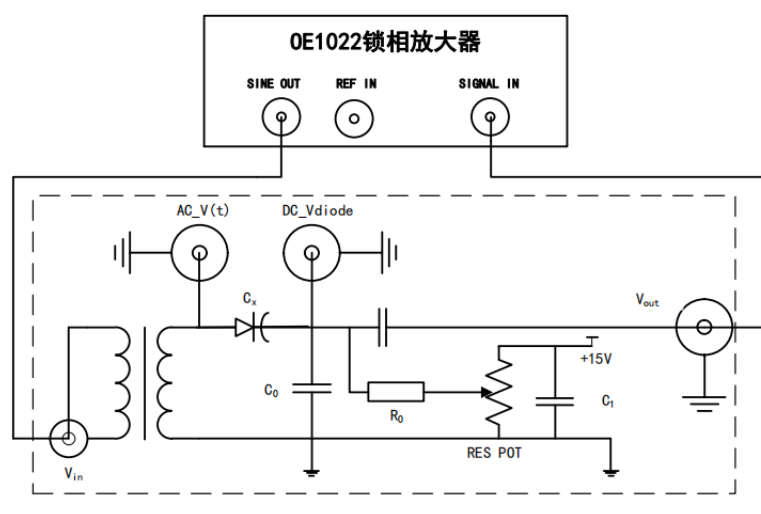 OE1022锁相放大器
SINE OUT REF IN SIGNAL IN
AC_V(t) DC_Vdiode
Cx
Vout
+15V
C0
R0
C1
RES POT
Vin